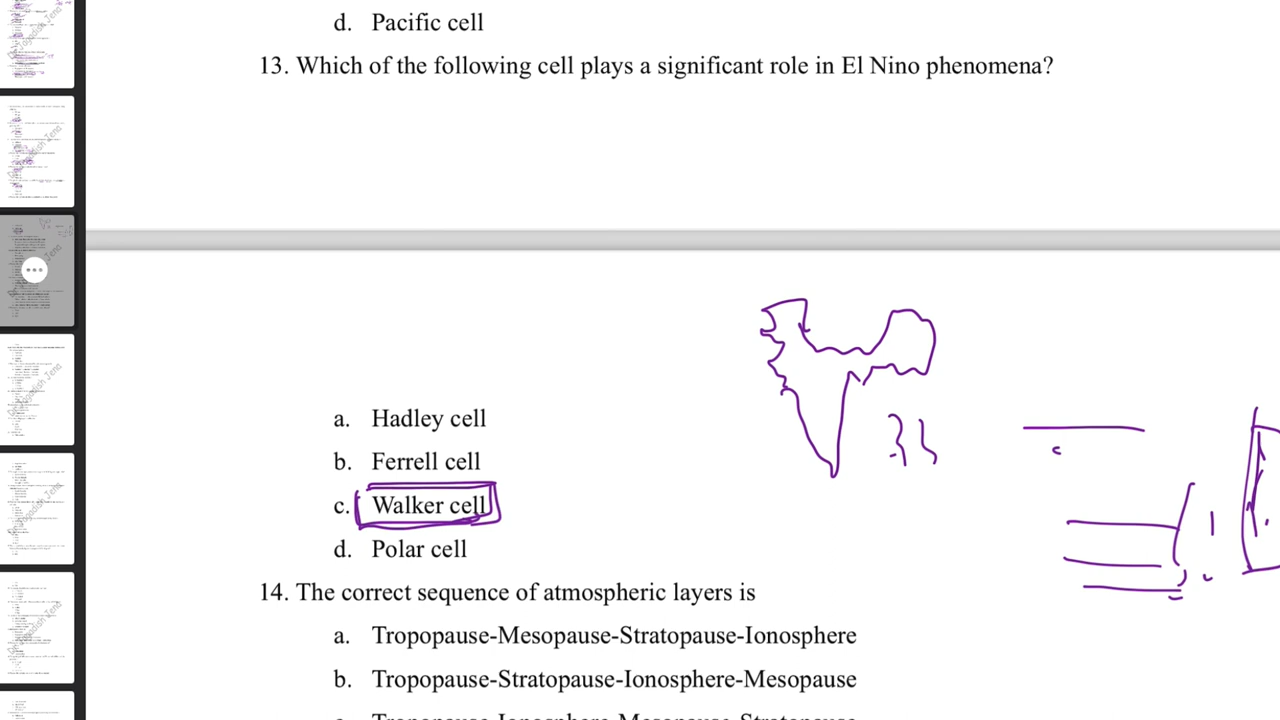 d. Pacific cell
13. Which of the following cell plays a significant role in El Nino phenomena?
a. Hadley cell
b. Ferrell cell
c. Walker cell
d. Polar cell
14. The correct sequence of atmospheric layers is
a. Tropopause-Mesopause-Stratopause-Ionosphere
b. Tropopause-Stratopause-Ionosphere-Mesopause